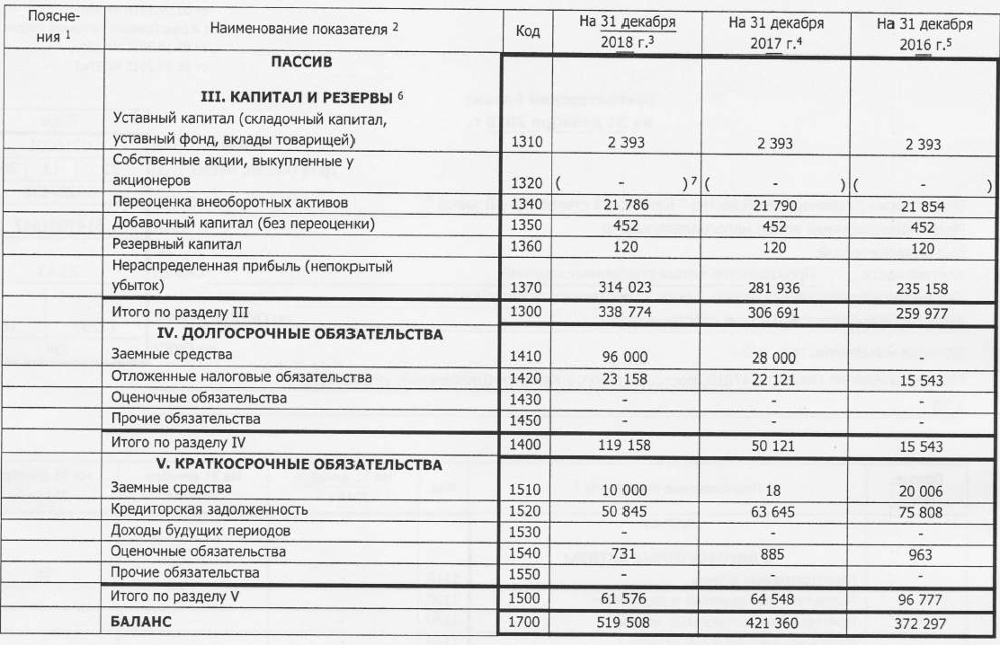 Поясне-
ния 1 Наименование показателя 2 Код На 31 декабря
2018 г.3 На 31 декабря
2017 г.4 На 31 декабря
2016 г.5
ПАССИВ
III. КАПИТАЛ И РЕЗЕРВЫ 6
Уставный капитал (складочный капитал,
уставный фонд, вклады товарищей) 1310 2 393 2 393 2 393
Собственные акции, выкупленные у
акционеров 1320 ( - )7 ( - ) ( - )
Переоценка внеоборотных активов 1340 21 786 21 790 21 854
Добавочный капитал (без переоценки) 1350 452 452 452
Резервный капитал 1360 120 120 120
Нераспределенная прибыль (непокрытый
убыток) 1370 314 023 281 936 235 158
Итого по разделу III 1300 338 774 306 691 259 977
IV. ДОЛГОСРОЧНЫЕ ОБЯЗАТЕЛЬСТВА
Заемные средства 1410 96 000 28 000
Отложенные налоговые обязательства 1420 23 158 22 121 15 543
Оценочные обязательства 1430 - - -
Прочие обязательства 1450 - - -
Итого по разделу IV 1400 119 158 50 121 15 543
V. КРАТКОСРОЧНЫЕ ОБЯЗАТЕЛЬСТВА
Заемные средства 1510 10 000 18 20 006
Кредиторская задолженность 1520 50 845 63 645 75 808
Доходы будущих периодов 1530 - - -
Оценочные обязательства 1540 731 885 963
Прочие обязательства 1550 - - -
Итого по разделу V 1500 61 576 64 548 96 777
БАЛАНС 1700 519 508 421 360 372 297